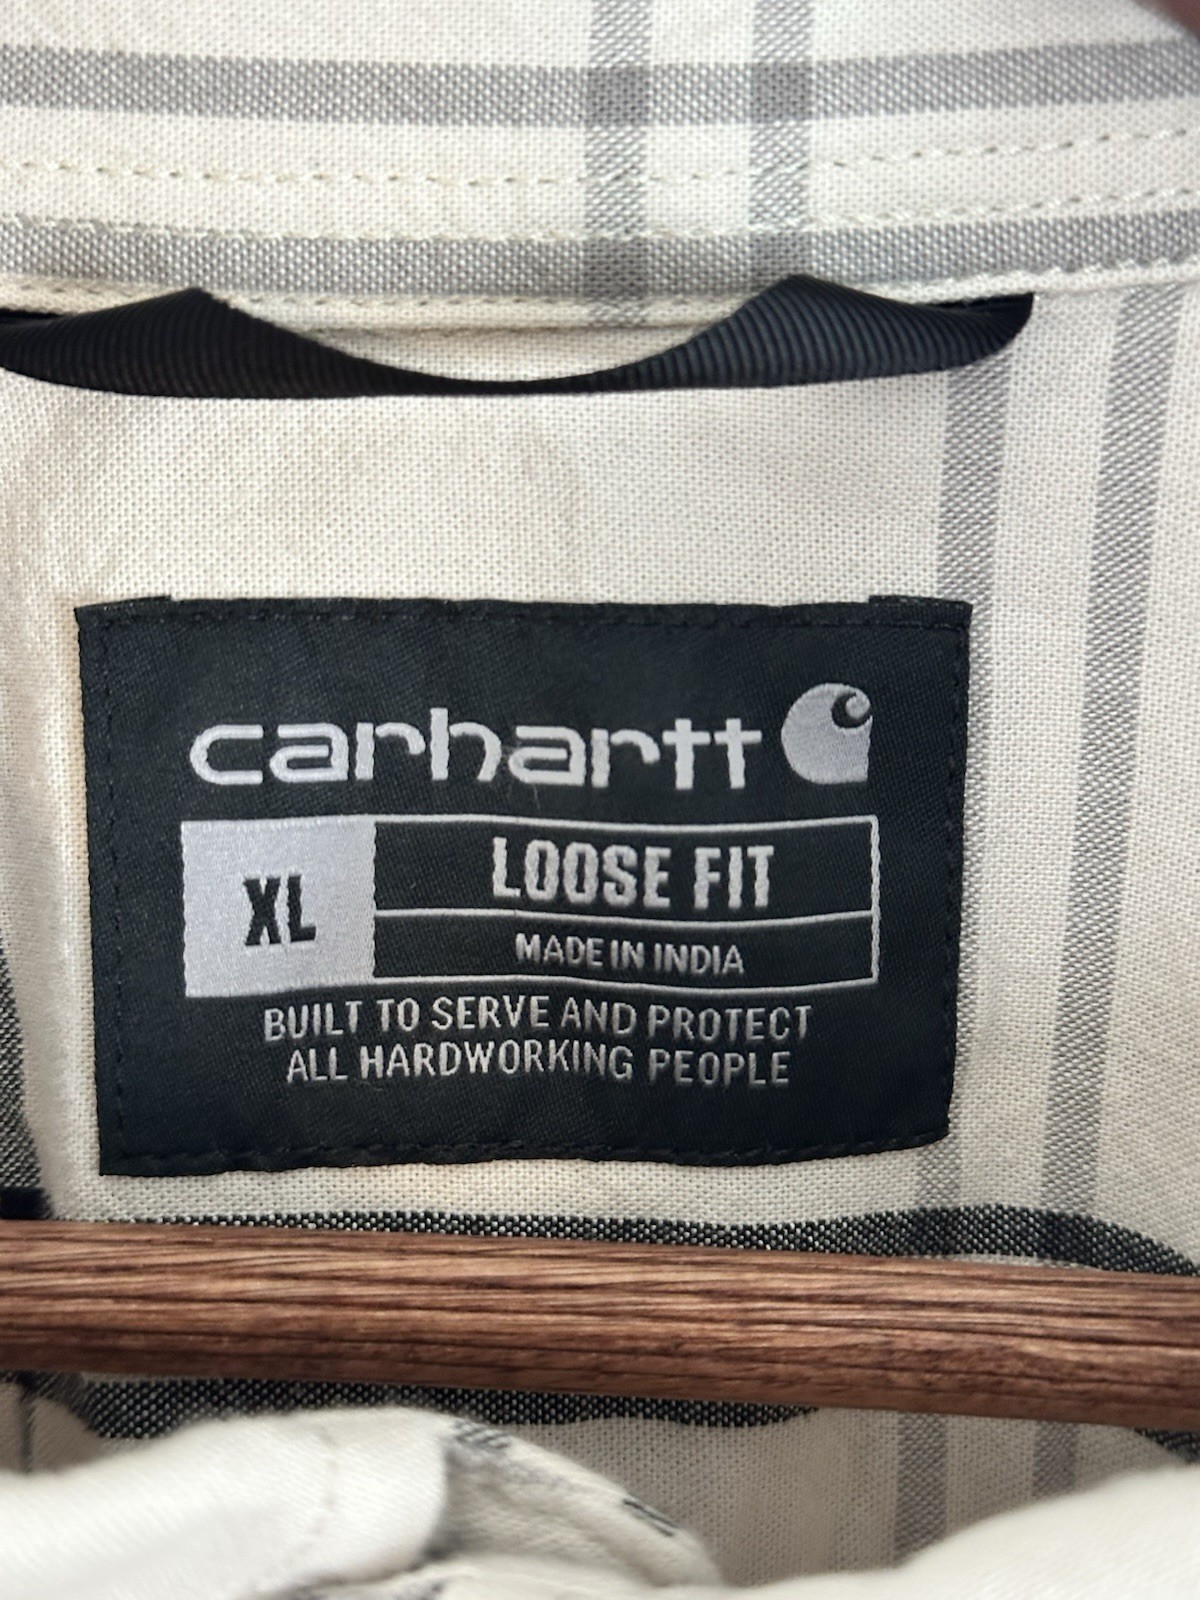 carhartt
XL
LOOSE FIT
MADE IN INDIA
BUILT TO SERVE AND PROTECT
ALL HARDWORKING PEOPLE